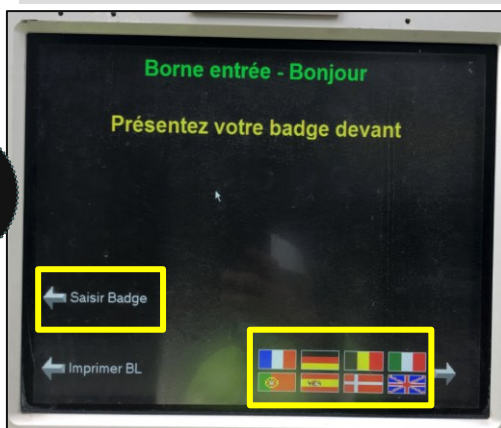 Borne entrée - Bonjour
Présentez votre badge devant
Saisir Badge
Imprimer BL